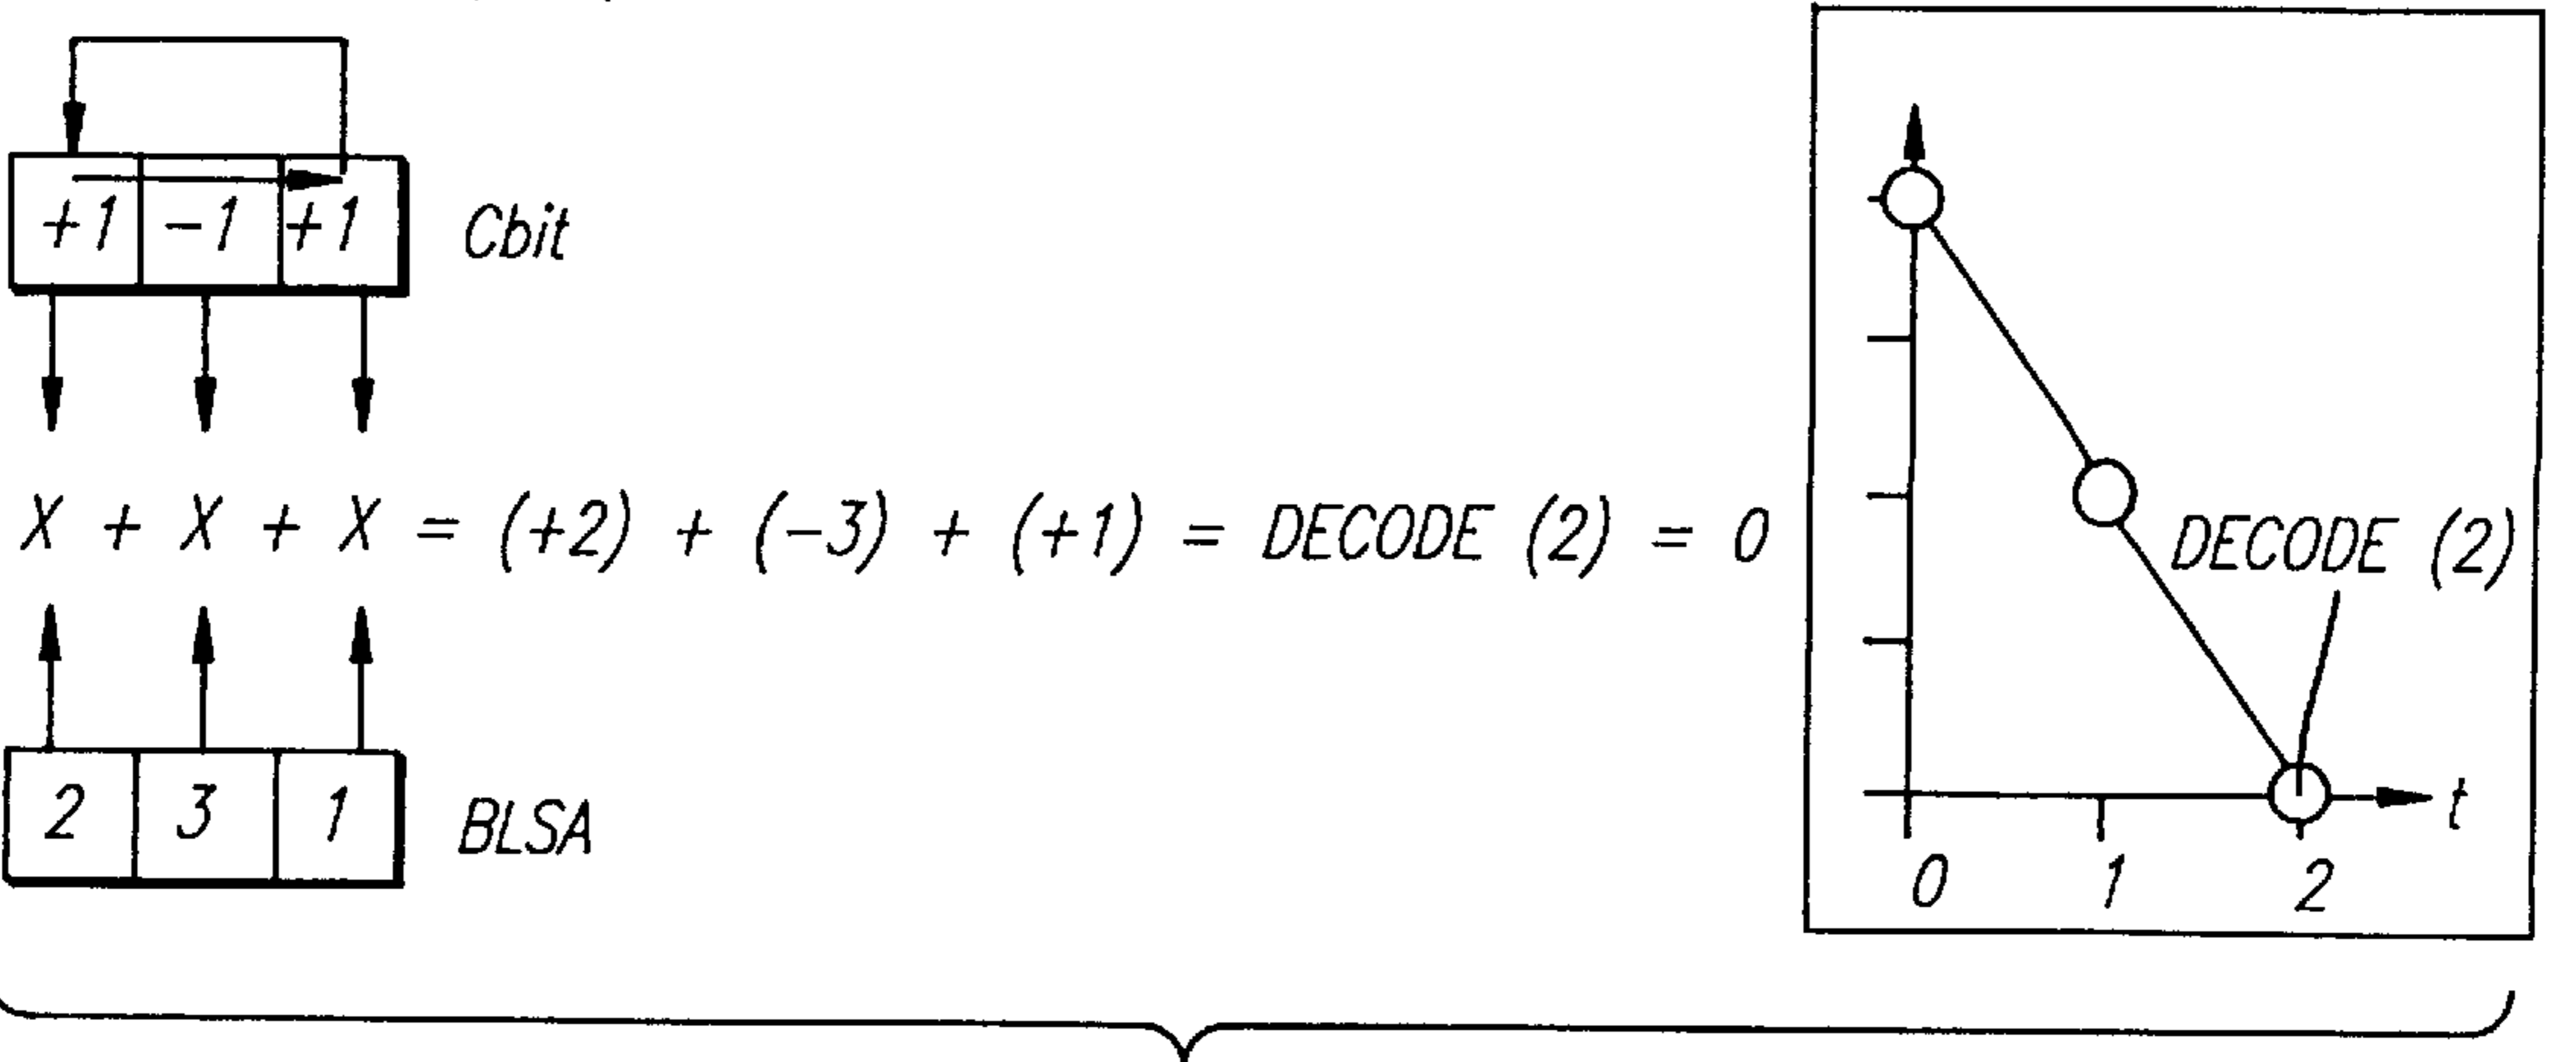 +1 -1 +1 Cbit
X + X + X = (+2) + (-3) + (+1) = DECODE (2) = 0
2 3 1 BLSA
DECODE (2)
t
0 1 2